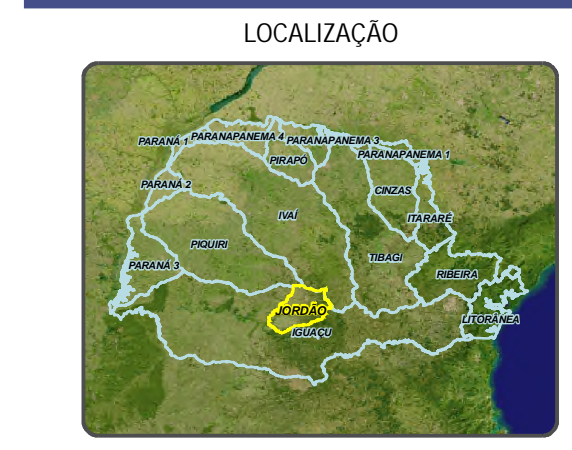 LOCALIZAÇÃO
PARANÁ 1
PARANAPANEMA 4
PARANAPANEMA 3
PIRAPÓ
PARANAPANEMA 1
PARANÁ 2
CINZAS
IVAÍ
ITARARÉ
PIQUIRI
TIBAGI
PARANÁ 3
RIBEIRA
JORDÃO
LITORÂNEA
IGUAÇU